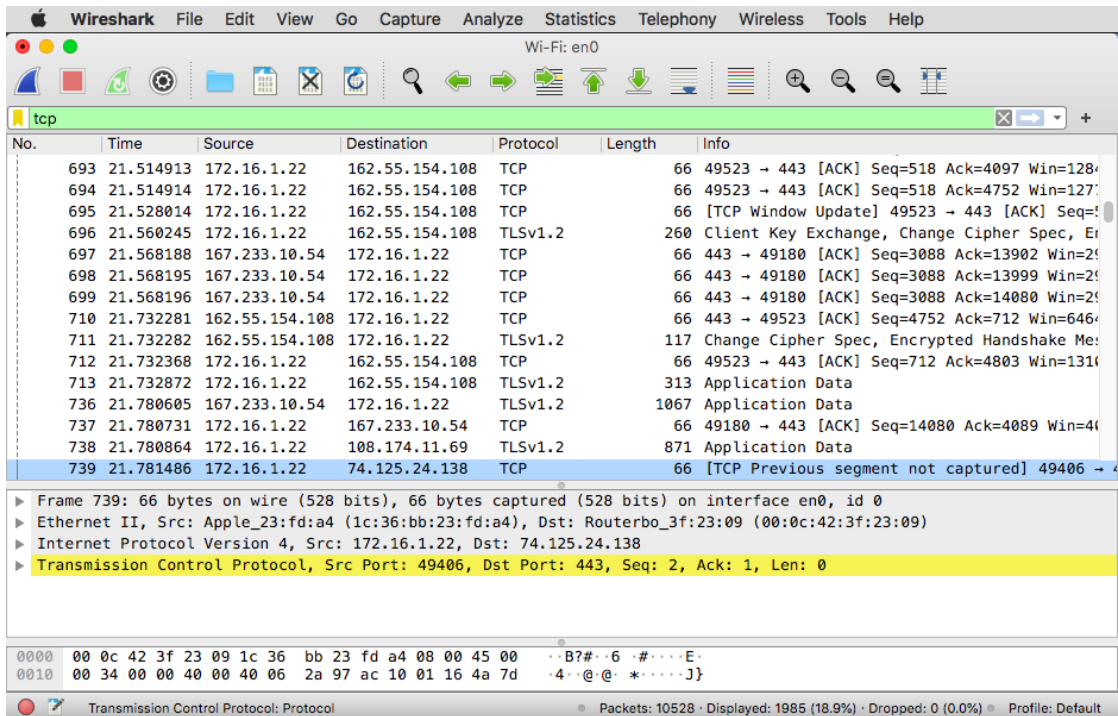 Wireshark File Edit View Go Capture Analyze Statistics Telephony Wireless Tools Help
Wi-Fi: en0
tcp
No. Time Source Destination Protocol Length Info
693 21.514913 172.16.1.22 162.55.154.108 TCP 66 49523 → 443 [ACK] Seq=518 Ack=4097 Win=128
694 21.514914 172.16.1.22 162.55.154.108 TCP 66 49523 → 443 [ACK] Seq=518 Ack=4752 Win=127
695 21.528014 172.16.1.22 162.55.154.108 TCP 66 [TCP Window Update] 49523 → 443 [ACK] Seq=
696 21.560245 172.16.1.22 162.55.154.108 TLSv1.2 260 Client Key Exchange, Change Cipher Spec,
697 21.568188 167.233.10.54 172.16.1.22 TCP 66 443 → 49180 [ACK] Seq=3088 Ack=13902 Win=29
698 21.568195 167.233.10.54 172.16.1.22 TCP 66 443 → 49180 [ACK] Seq=3088 Ack=13999 Win=29
699 21.568196 167.233.10.54 172.16.1.22 TCP 66 443 → 49180 [ACK] Seq=3088 Ack=14080 Win=29
710 21.732281 162.55.154.108 172.16.1.22 TCP 66 443 → 49523 [ACK] Seq=4752 Ack=712 Win=646
711 21.732282 162.55.154.108 172.16.1.22 TLSv1.2 117 Change Cipher Spec, Encrypted Handshake Me
712 21.732368 172.16.1.22 162.55.154.108 TCP 66 49523 → 443 [ACK] Seq=712 Ack=4803 Win=131
713 21.732872 172.16.1.22 162.55.154.108 TLSv1.2 313 Application Data
736 21.780605 167.233.10.54 172.16.1.22 TLSv1.2 1067 Application Data
737 21.780731 172.16.1.22 167.233.10.54 TCP 66 49180 → 443 [ACK] Seq=14080 Ack=4089 Win=4
738 21.780864 172.16.1.22 108.174.11.69 TLSv1.2 871 Application Data
739 21.781486 172.16.1.22 74.125.24.138 TCP 66 [TCP Previous segment not captured] 49406 →
Frame 739: 66 bytes on wire (528 bits), 66 bytes captured (528 bits) on interface en0, id 0
Ethernet II, Src: Apple_23:fd:a4 (1c:36:bb:23:fd:a4), Dst: Routerbo_3f:23:09 (00:0c:42:3f:23:09)
Internet Protocol Version 4, Src: 172.16.1.22, Dst: 74.125.24.138
Transmission Control Protocol, Src Port: 49406, Dst Port: 443, Seq: 2, Ack: 1, Len: 0
0000 00 0c 42 3f 23 09 1c 36 bb 23 fd a4 08 00 45 00 ··B?#··6 ·#····E·
0010 00 34 00 00 40 00 40 06 2a 97 ac 10 01 16 4a 7d ·4··@·@· *·····J}
Transmission Control Protocol: Protocol Packets: 10528 · Displayed: 1985 (18.9%) · Dropped: 0 (0.0%) Profile: Default